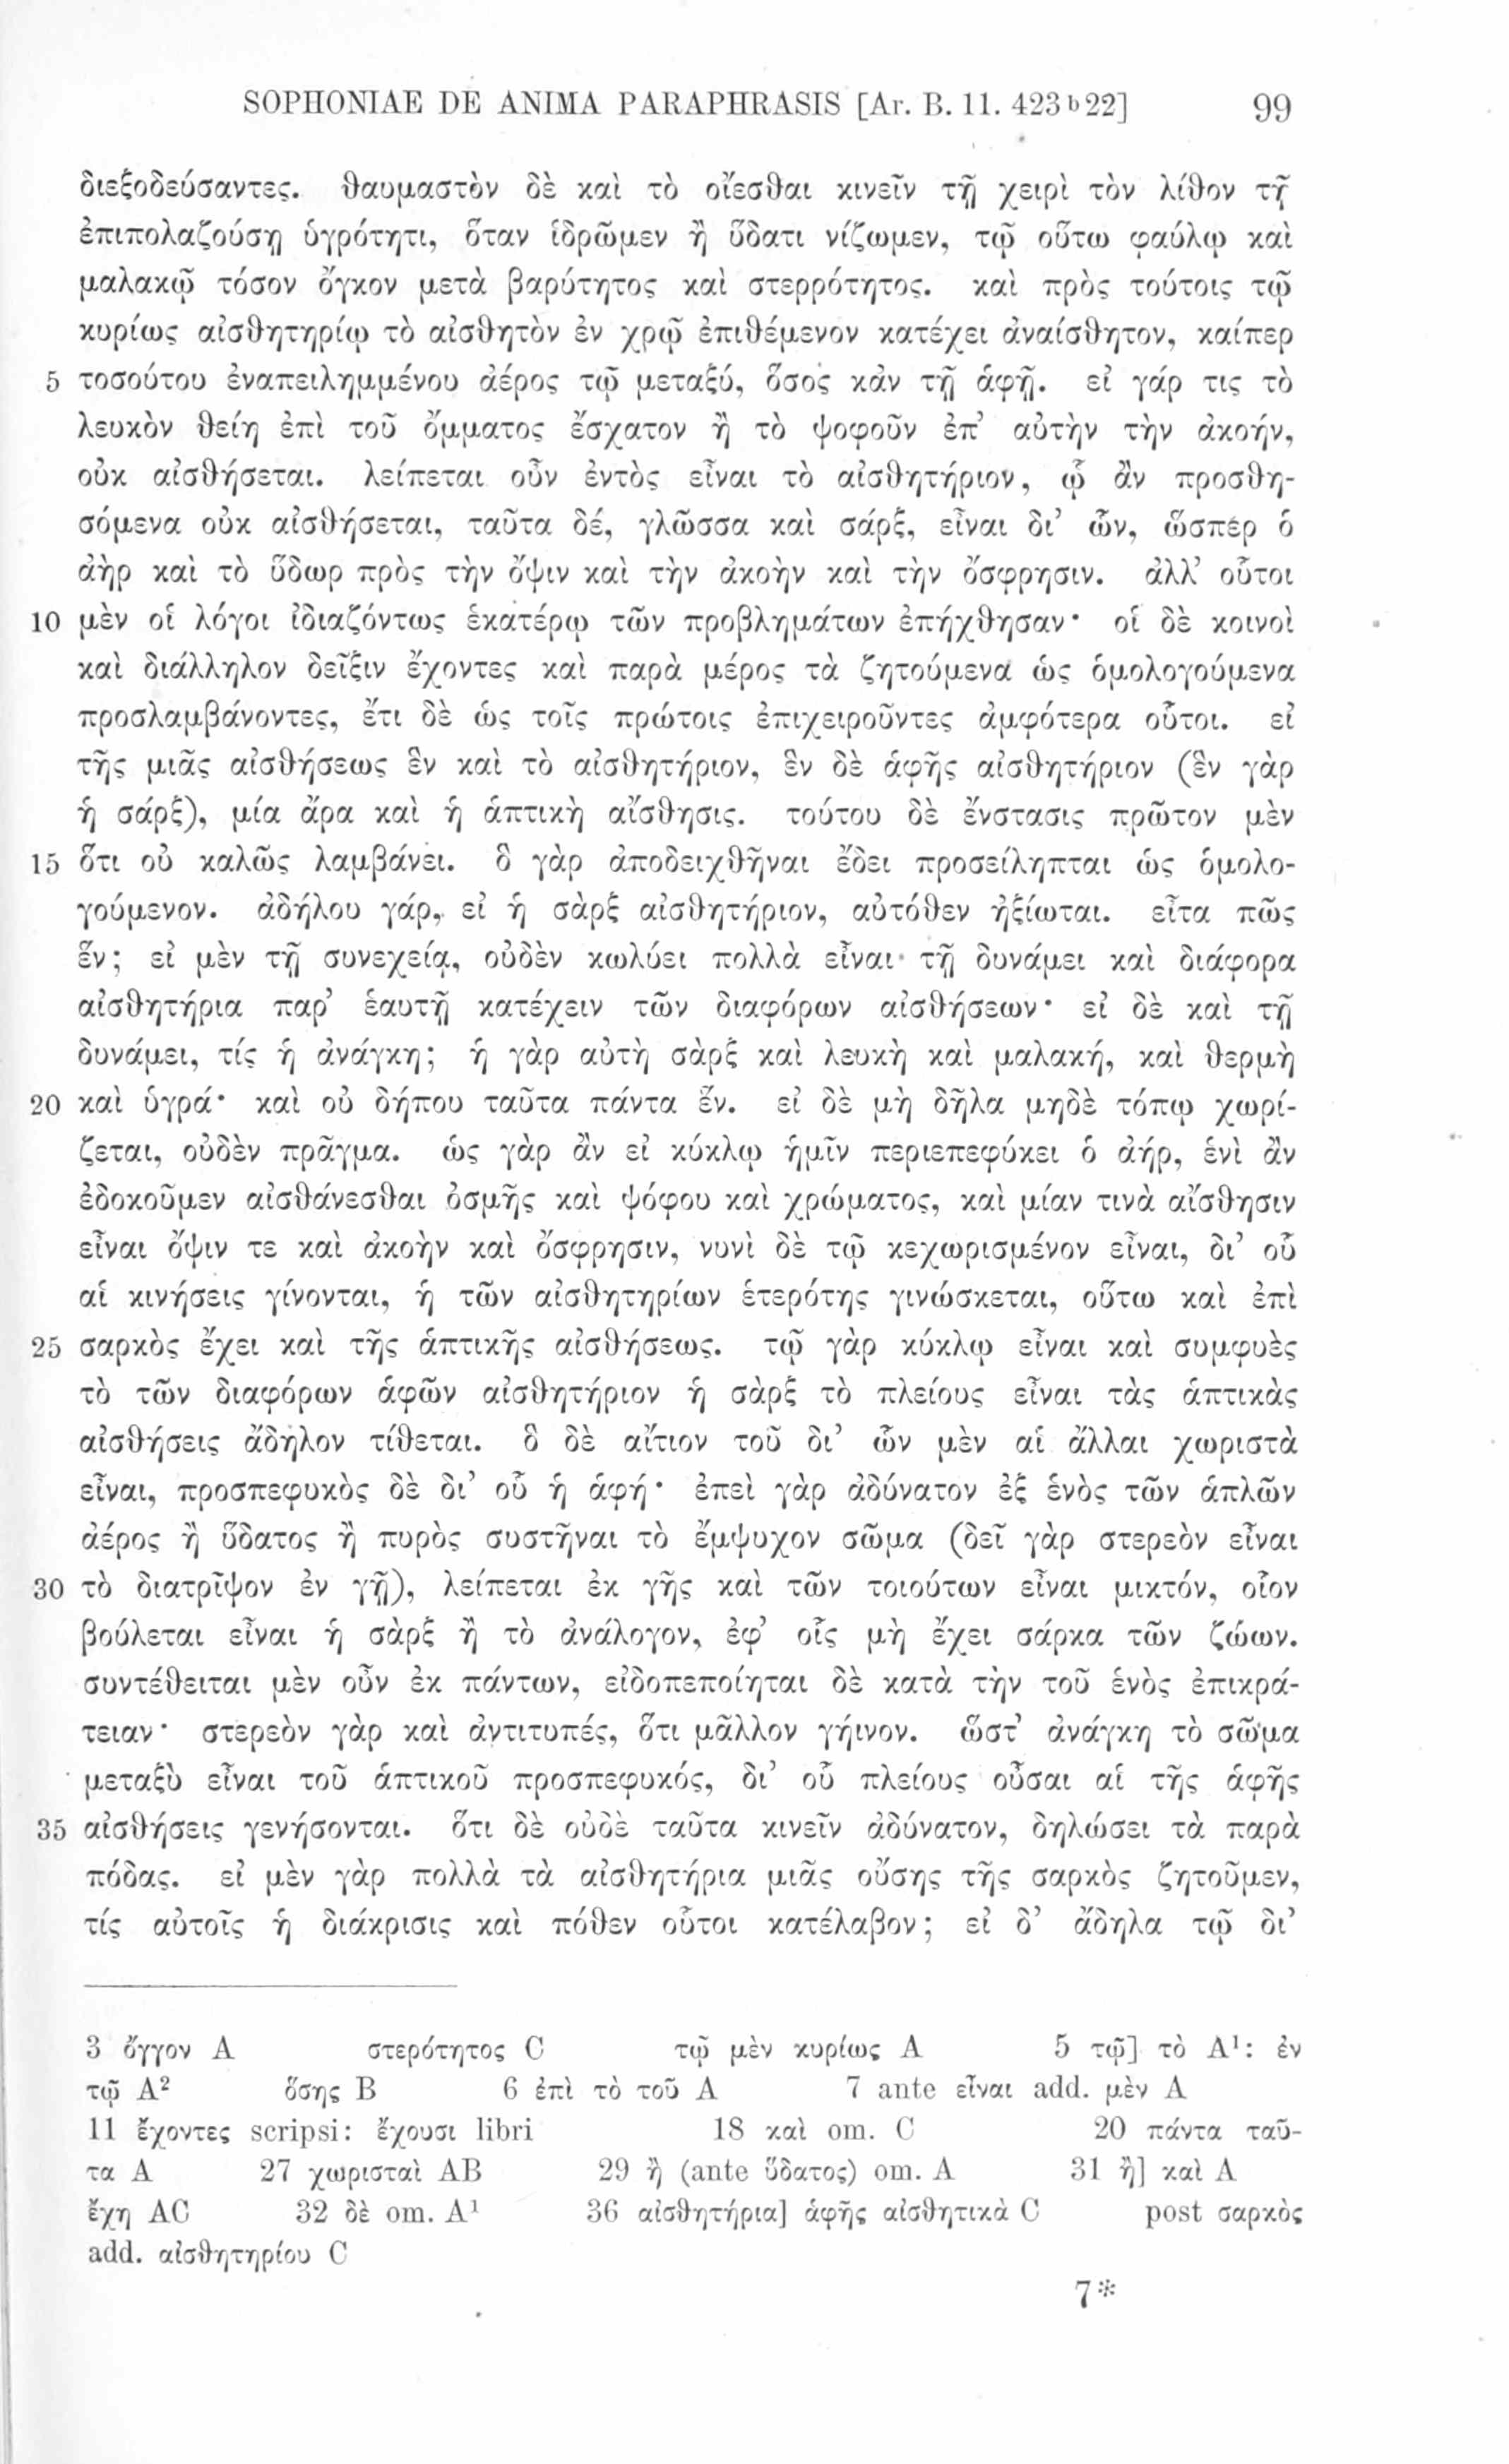 SOPHONIAE DE ANIMA PARAPHRASIS [Ar. B. 11. 423 b 22] 99
διεξοδεύσαντες. θαυμαστὸν δὲ καὶ τὸ οἴεσθαι κινεῖν τῇ χειρὶ τὸν λίθον τῇ
ἐπιπολαζούσῃ ὑγρότητι, ὅταν ἱδρῶμεν ἢ ὕδατι νίζωμεν, τῷ οὕτω φαύλῳ καὶ
μαλακῷ τόσον ὄγκον μετὰ βαρύτητος καὶ στερρότητος. καὶ πρὸς τούτοις τῷ
κυρίως αἰσθητηρίῳ τὸ αἰσθητὸν ἐν χρῷ ἐπιθέμενον κατέχει ἀναίσθητον, καίπερ
5 τοσούτου ἐναπειλημμένου ἀέρος τῷ μεταξύ, ὅσος κἀν τῇ ἁφῇ. εἰ γάρ τις τὸ
λευκὸν θείη ἐπὶ τοῦ ὄμματος ἔσχατον ἢ τὸ ψοφοῦν ἐπ’ αὐτὴν τὴν ἀκοήν,
οὐκ αἰσθήσεται. λείπεται οὖν ἐντὸς εἶναι τὸ αἰσθητήριον, ᾧ ἂν προσθη-
σόμενα οὐκ αἰσθήσεται, ταῦτα δέ, γλῶσσα καὶ σάρξ, εἶναι δι’ ὧν, ὥσπερ ὁ
ἀὴρ καὶ τὸ ὕδωρ πρὸς τὴν ὄψιν καὶ τὴν ἀκοὴν καὶ τὴν ὄσφρησιν. ἀλλ’ οὗτοι
10 μὲν οἱ λόγοι ἰδιαζόντως ἑκατέρῳ τῶν προβλημάτων ἐπήχθησαν· οἱ δὲ κοινοὶ
καὶ διάλληλον δεῖξιν ἔχοντες καὶ παρὰ μέρος τὰ ζητούμενα ὡς ὁμολογούμενα
προσλαμβάνοντες, ἔτι δὲ ὡς τοῖς πρώτοις ἐπιχειροῦντες ἀμφότερα οὗτοι. εἰ
τῆς μιᾶς αἰσθήσεως ἓν καὶ τὸ αἰσθητήριον, ἓν δὲ ἁφῆς αἰσθητήριον (ἓν γὰρ
ἡ σάρξ), μία ἄρα καὶ ἡ ἁπτικὴ αἴσθησις. τούτου δὲ ἔνστασις πρῶτον μὲν
15 ὅτι οὐ καλῶς λαμβάνει. ὃ γὰρ ἀποδειχθῆναι ἔδει προσείληπται ὡς ὁμολο-
γούμενον. ἀδήλου γάρ, εἰ ἡ σὰρξ αἰσθητήριον, αὐτόθεν ἠξίωται. εἶτα πῶς
ἕν; εἰ μὲν τῇ συνεχείᾳ, οὐδὲν κωλύει πολλὰ εἶναι τῇ δυνάμει καὶ διάφορα
αἰσθητήρια παρ’ ἑαυτῇ κατέχειν τῶν διαφόρων αἰσθήσεων· εἰ δὲ καὶ τῇ
δυνάμει, τίς ἡ ἀνάγκη; ἡ γὰρ αὐτὴ σὰρξ καὶ λευκὴ καὶ μαλακή, καὶ θερμὴ
20 καὶ ὑγρά· καὶ οὐ δήπου ταῦτα πάντα ἕν. εἰ δὲ μὴ δῆλα μηδὲ τόπῳ χωρί-
ζεται, οὐδὲν πρᾶγμα. ὡς γὰρ ἂν εἰ κύκλῳ ἡμῖν περιεπεφύκει ὁ ἀήρ, ἑνὶ ἂν
ἐδοκοῦμεν αἰσθάνεσθαι ὀσμῆς καὶ ψόφου καὶ χρώματος, καὶ μίαν τινὰ αἴσθησιν
εἶναι ὄψιν τε καὶ ἀκοὴν καὶ ὄσφρησιν, νυνὶ δὲ τῷ κεχωρισμένον εἶναι, δι’ οὗ
αἱ κινήσεις γίνονται, ἡ τῶν αἰσθητηρίων ἑτερότης γινώσκεται, οὕτω καὶ ἐπὶ
25 σαρκὸς ἔχει καὶ τῆς ἁπτικῆς αἰσθήσεως. τῷ γὰρ κύκλῳ εἶναι καὶ συμφυὲς
τὸ τῶν διαφόρων ἁφῶν αἰσθητήριον ἡ σὰρξ τὸ πλείους εἶναι τὰς ἁπτικὰς
αἰσθήσεις ἄδηλον τίθεται. ὃ δὲ αἴτιον τοῦ δι’ ὧν μὲν αἱ ἄλλαι χωριστὰ
εἶναι, προσπεφυκὸς δὲ δι’ οὗ ἡ ἁφή· ἐπεὶ γὰρ ἀδύνατον ἐξ ἑνὸς τῶν ἁπλῶν
ἀέρος ἢ ὕδατος ἢ πυρὸς συστῆναι τὸ ἔμψυχον σῶμα (δεῖ γὰρ στερεὸν εἶναι
30 τὸ διατρῖψον ἐν γῇ), λείπεται ἐκ γῆς καὶ τῶν τοιούτων εἶναι μικτόν, οἷον
βούλεται εἶναι ἡ σὰρξ ἢ τὸ ἀνάλογον, ἐφ’ οἷς μὴ ἔχει σάρκα τῶν ζώων.
συντέθειται μὲν οὖν ἐκ πάντων, εἰδοπεποίηται δὲ κατὰ τὴν τοῦ ἑνὸς ἐπικρά-
τειαν· στερεὸν γὰρ καὶ ἀντιτυπές, ὅτι μᾶλλον γήινον. ὥστ’ ἀνάγκη τὸ σῶμα
μεταξὺ εἶναι τοῦ ἁπτικοῦ προσπεφυκός, δι’ οὗ πλείους οὖσαι αἱ τῆς ἁφῆς
35 αἰσθήσεις γενήσονται. ὅτι δὲ οὐδὲ ταῦτα κινεῖν ἀδύνατον, δηλώσει τὰ παρὰ
πόδας. εἰ μὲν γὰρ πολλὰ τὰ αἰσθητήρια μιᾶς οὔσης τῆς σαρκὸς ζητοῦμεν,
τίς αὐτοῖς ἡ διάκρισις καὶ πόθεν οὗτοι κατέλαβον; εἰ δ’ ἄδηλα τῷ δι’
3 ὄγγον A στερότητος C τῷ μὲν κυρίως A 5 τῷ] τὸ A¹: ἐν
τῷ A² ὅσης B 6 ἐπὶ τὸ τοῦ A 7 ante εἶναι add. μὲν A
11 ἔχοντες scripsi: ἔχουσι libri 18 καὶ om. C 20 πάντα ταῦ-
τα A 27 χωρισταὶ AB 29 ἢ (ante ὕδατος) om. A 31 ἢ] καὶ A
ἔχη AC 32 δὲ om. A¹ 36 αἰσθητήρια] ἁφῆς αἰσθητικὰ C post σαρκὸς
add. αἰσθητηρίου C
7*